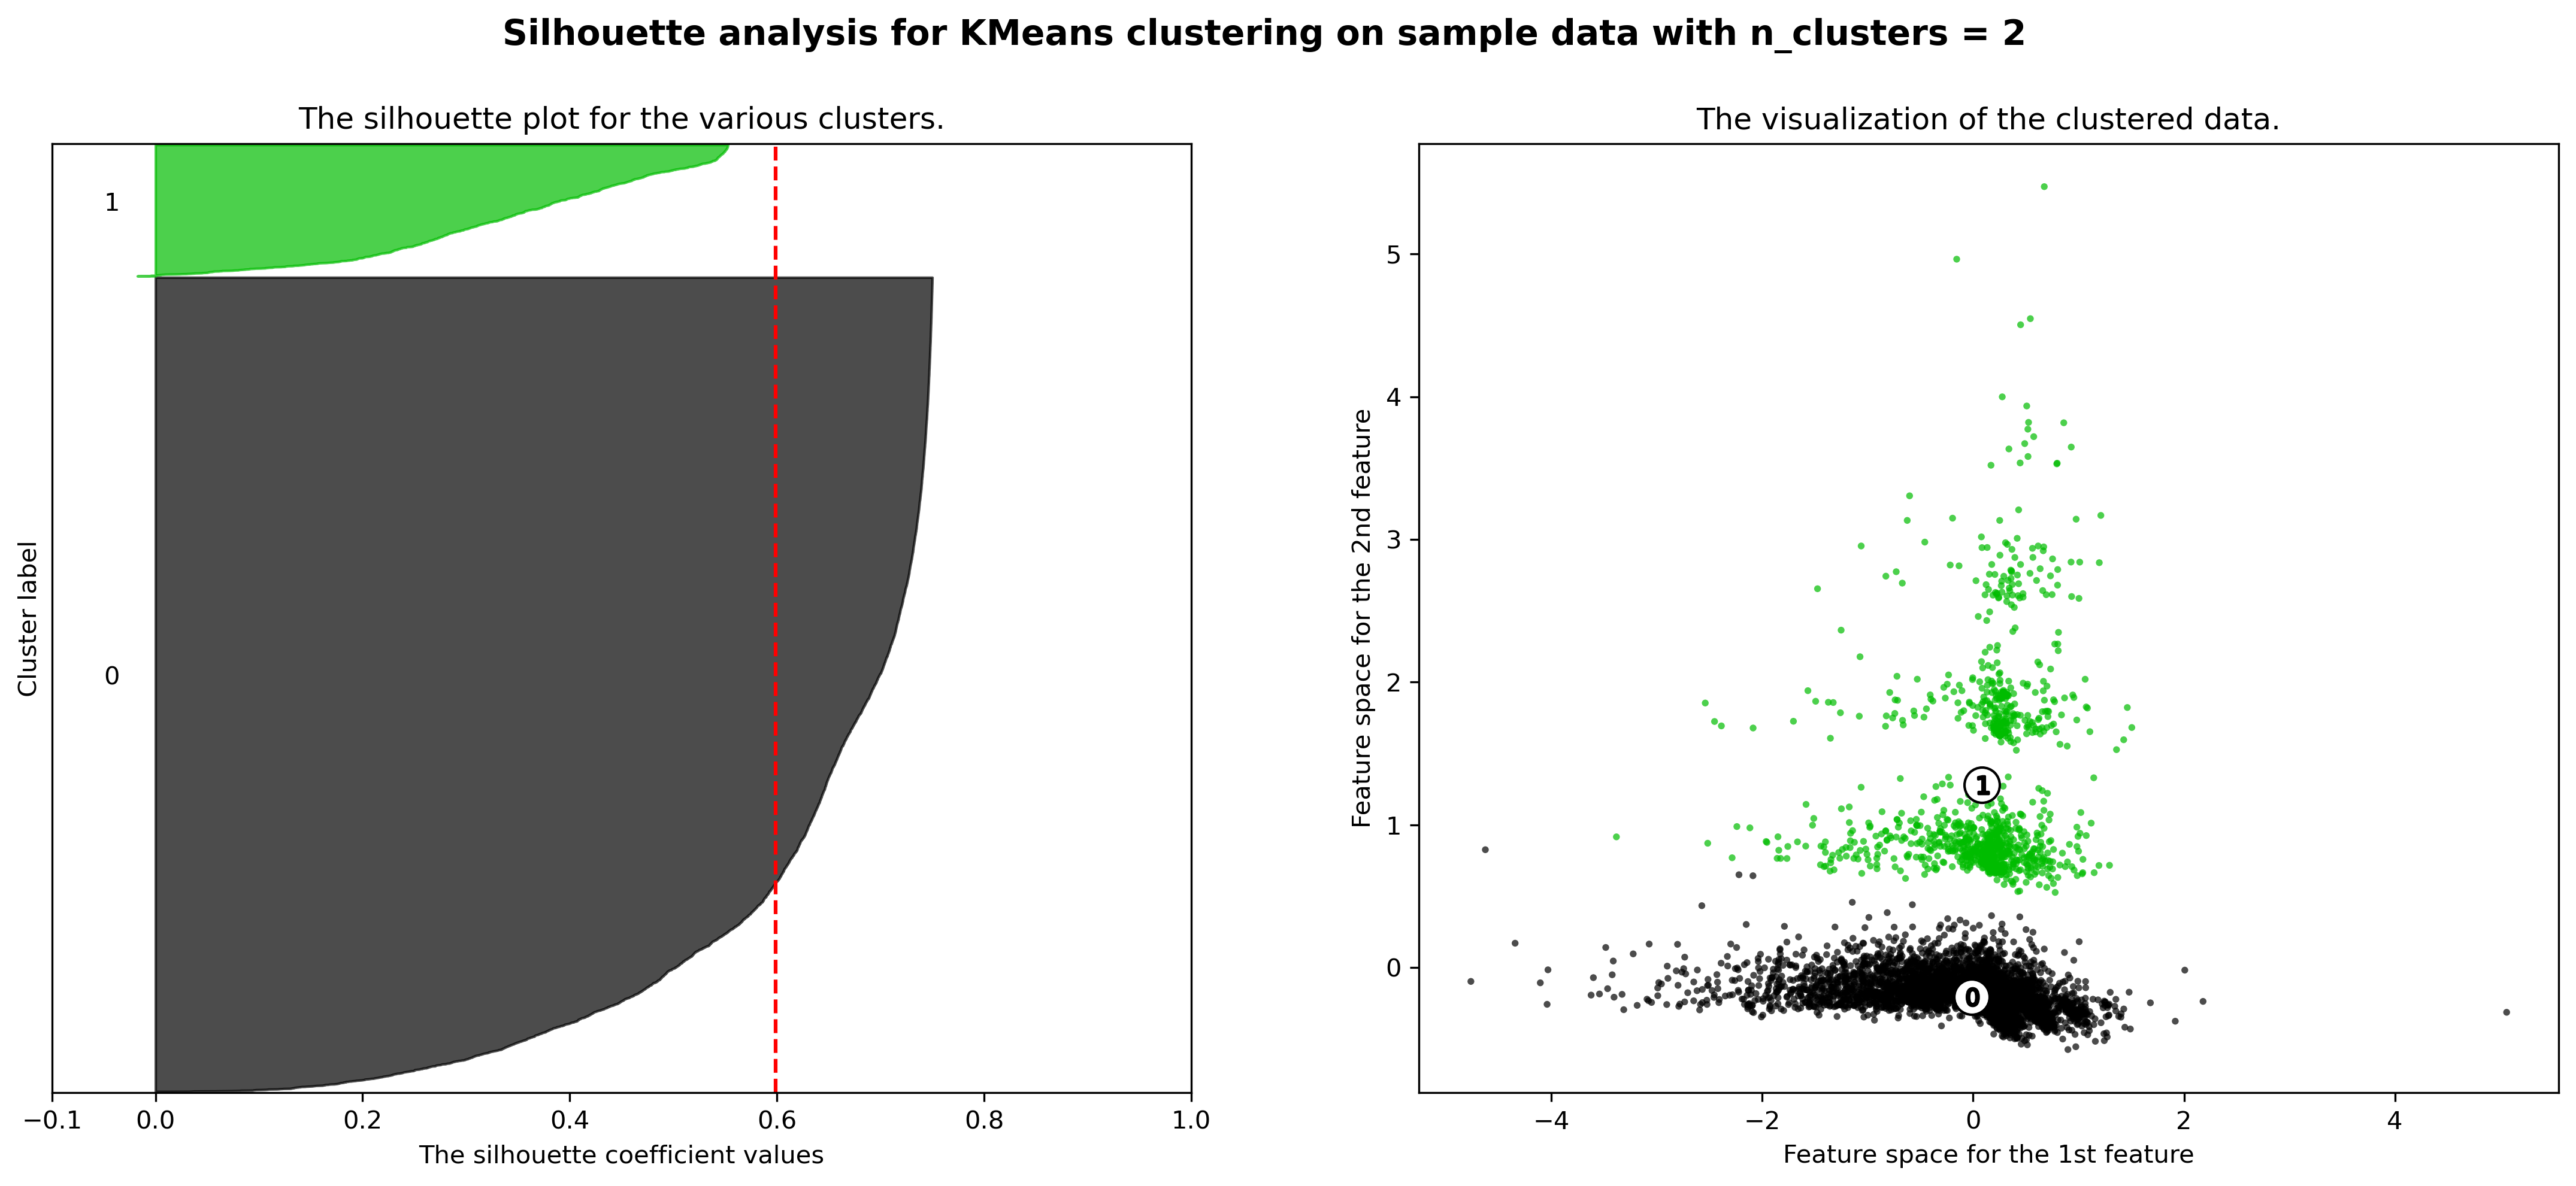 Silhouette analysis for KMeans clustering on sample data with n_clusters = 2
The silhouette plot for the various clusters.
1
0
Cluster label
−0.1 0.0 0.2 0.4 0.6 0.8 1.0
The silhouette coefficient values
The visualization of the clustered data.
5
4
3
2
1
0
Feature space for the 2nd feature
1
0
−4 −2 0 2 4
Feature space for the 1st feature